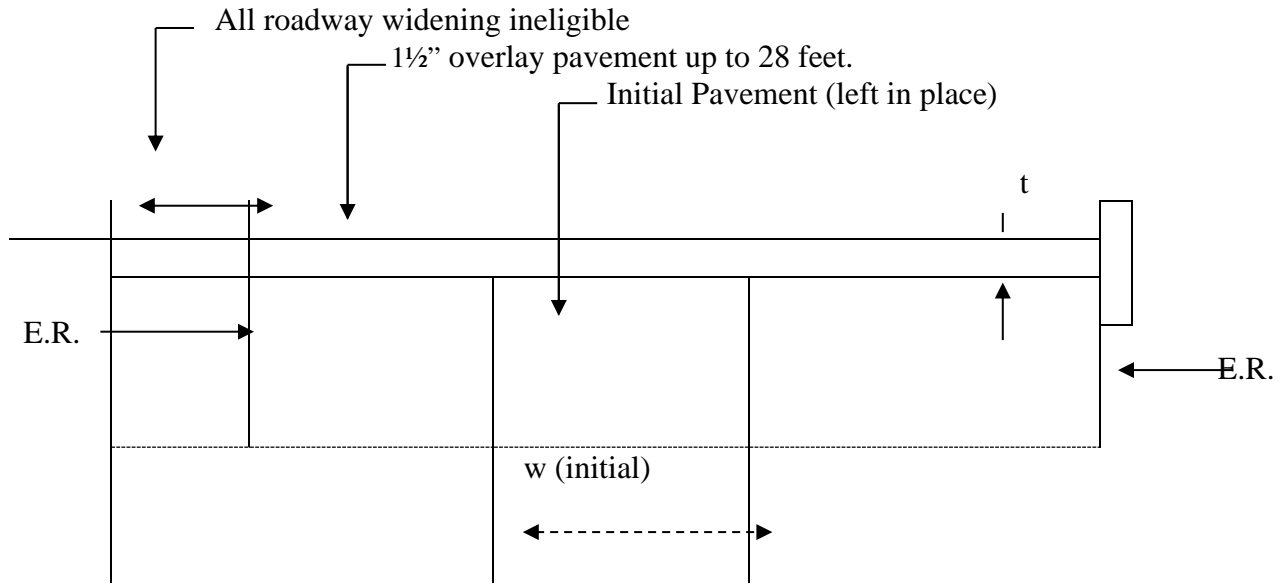 All roadway widening ineligible
1½” overlay pavement up to 28 feet.
Initial Pavement (left in place)
t
E.R.
E.R.
w (initial)